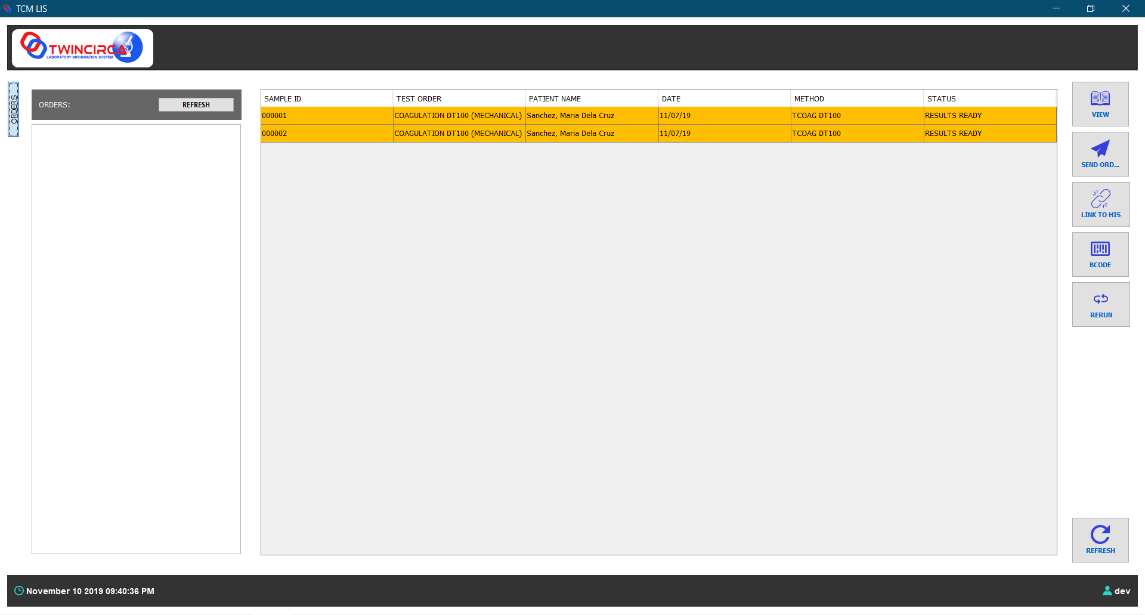 TCM LIS
TWINCIRCA
LABORATORY INFORMATION SYSTEM
ORDERS
ORDERS:
REFRESH
SAMPLE ID TEST ORDER PATIENT NAME DATE METHOD STATUS
000001 COAGULATION DT100 (MECHANICAL) Sanchez, Maria Dela Cruz 11/07/19 TCOAG DT100 RESULTS READY
000002 COAGULATION DT100 (MECHANICAL) Sanchez, Maria Dela Cruz 11/07/19 TCOAG DT100 RESULTS READY
VIEW
SEND ORD...
LINK TO HIS
BCODE
RERUN
REFRESH
November 10 2019 09:40:36 PM
dev